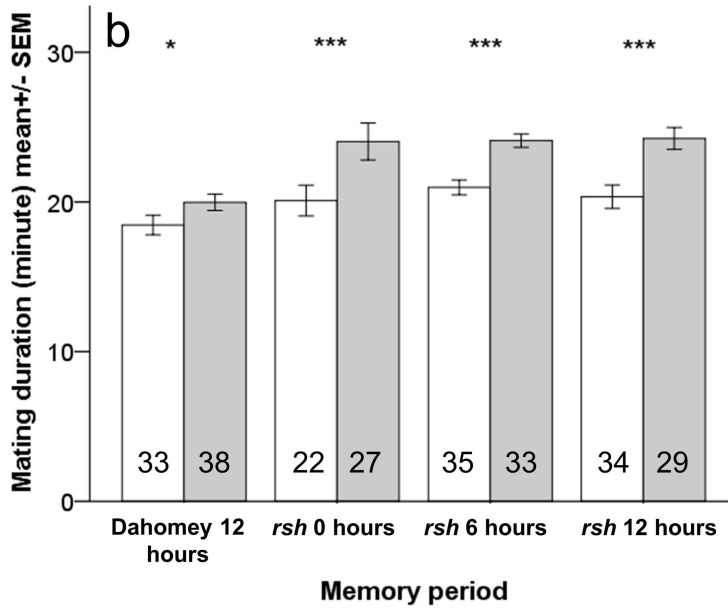 b
Mating duration (minute) mean+/- SEM
30
20
10
0
* *** *** ***
33 38 22 27 35 33 34 29
Dahomey 12 hours
rsh 0 hours
rsh 6 hours
rsh 12 hours
Memory period